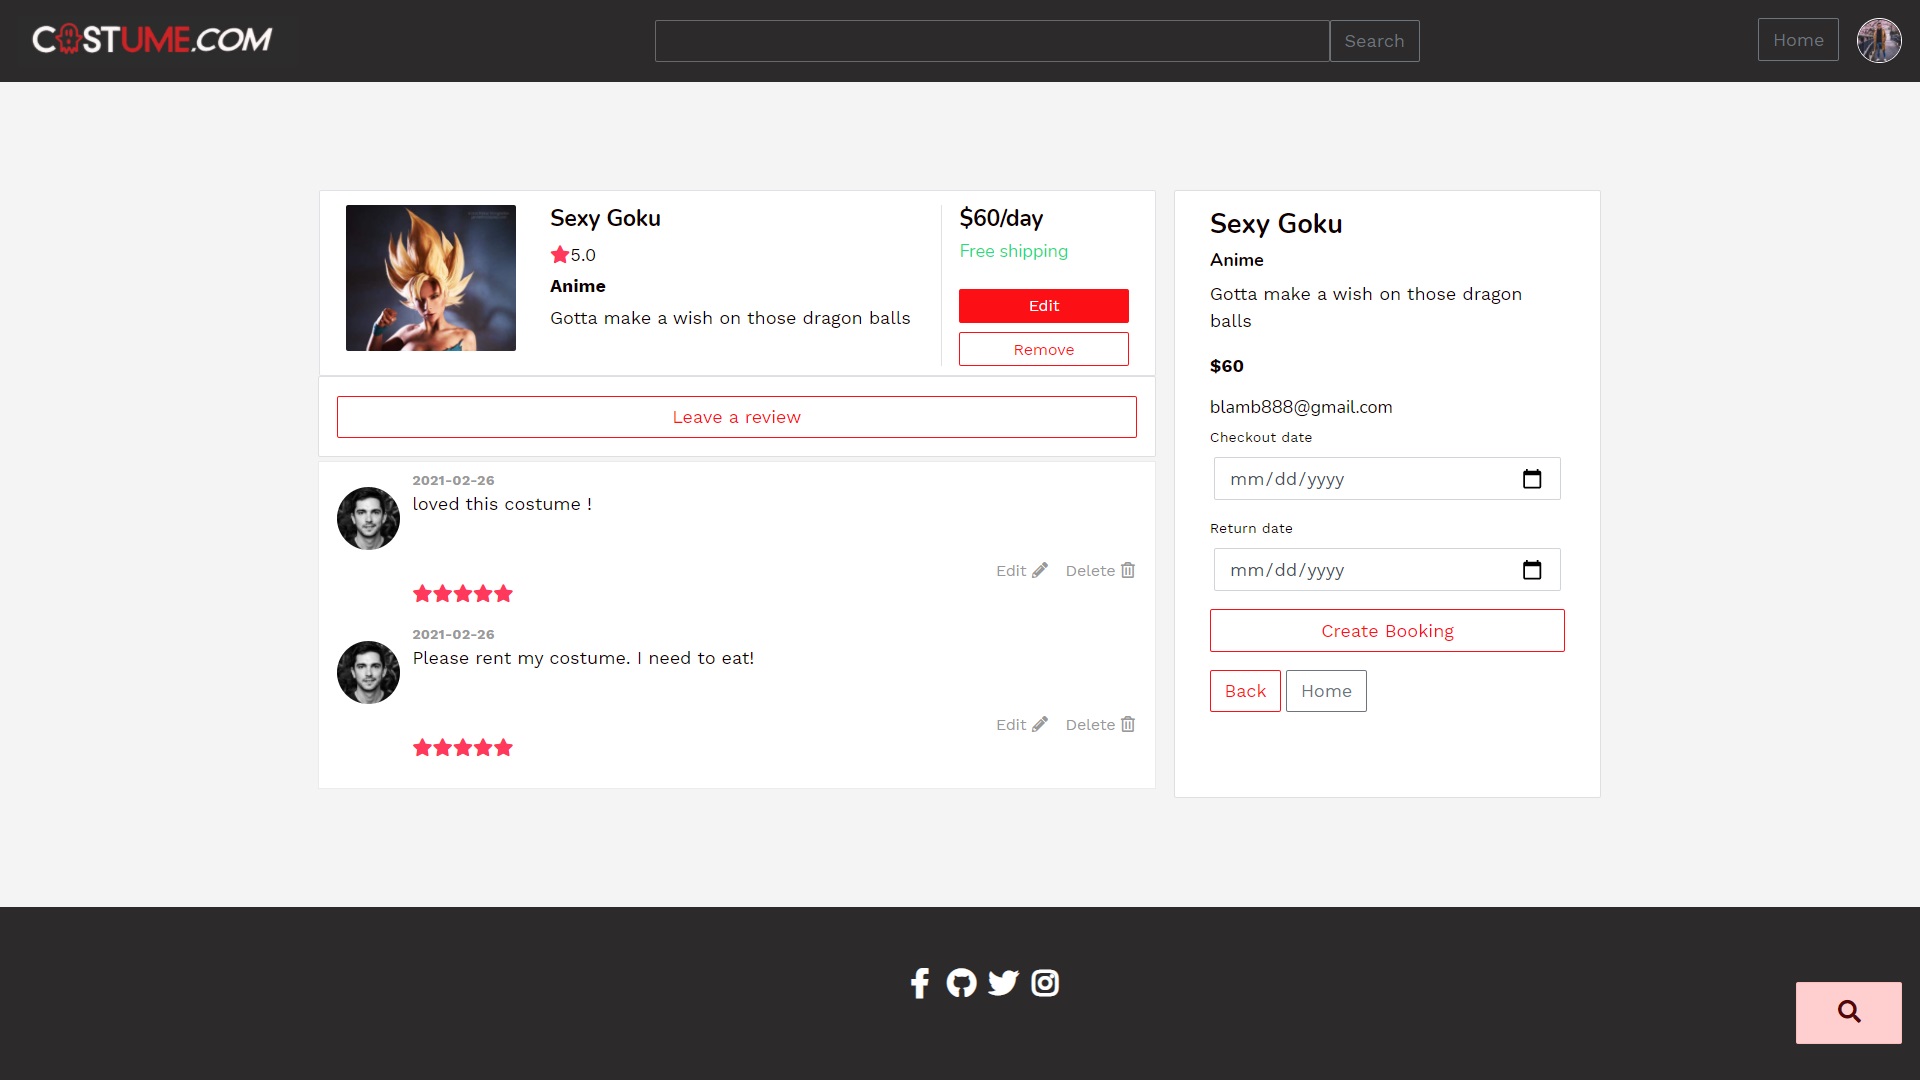 COSTUME.COM
Search
Home
Sexy Goku
5.0
Anime
Gotta make a wish on those dragon balls
$60/day
Free shipping
Edit
Remove
Leave a review
2021-02-26
loved this costume !
Edit
Delete
2021-02-26
Please rent my costume. I need to eat!
Edit
Delete
Sexy Goku
Anime
Gotta make a wish on those dragon
balls
$60
blamb888@gmail.com
Checkout date
mm/dd/yyyy
Return date
mm/dd/yyyy
Create Booking
Back
Home